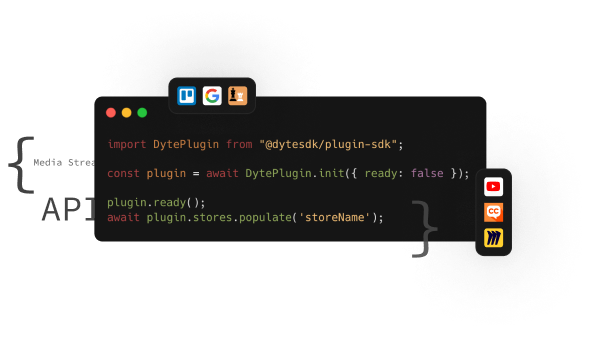 import DytePlugin from "@dytesdk/plugin-sdk";
Media Strea
const plugin = await DytePlugin.init({ ready: false });
plugin.ready();
API
await plugin.stores.populate('storeName');